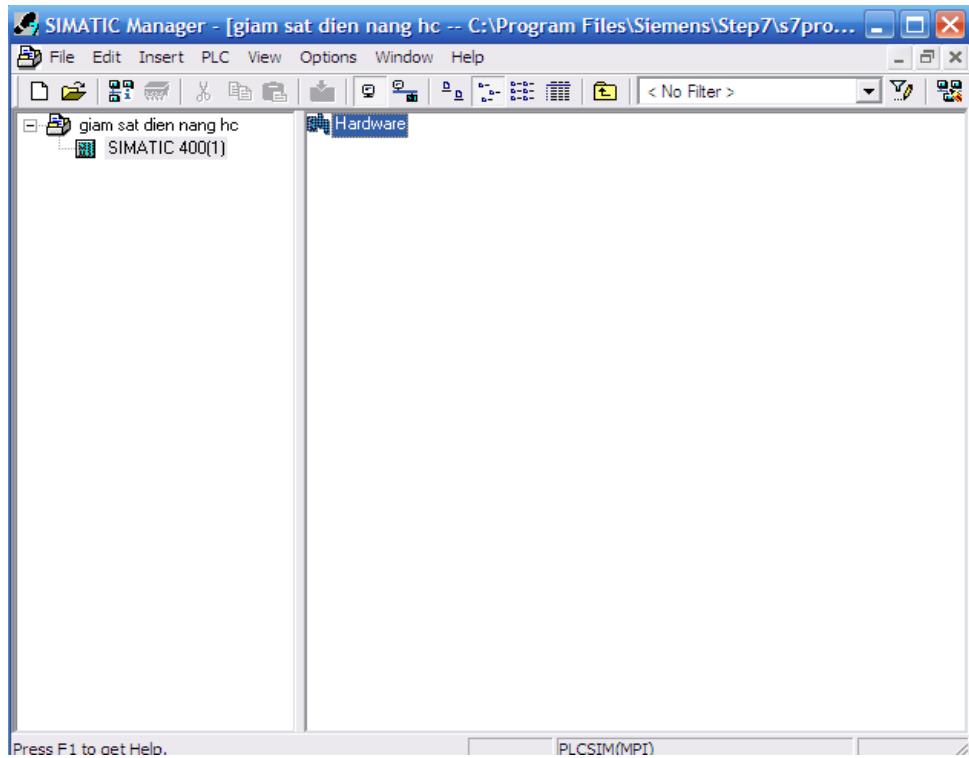 SIMATIC Manager - [giam sat dien nang hc -- C:\Program Files\Siemens\Step7\s7pro...
File Edit Insert PLC View Options Window Help
< No Filter >
giam sat dien nang hc
SIMATIC 400(1)
Hardware
Press F1 to get Help.
PLCSIM(MPI)